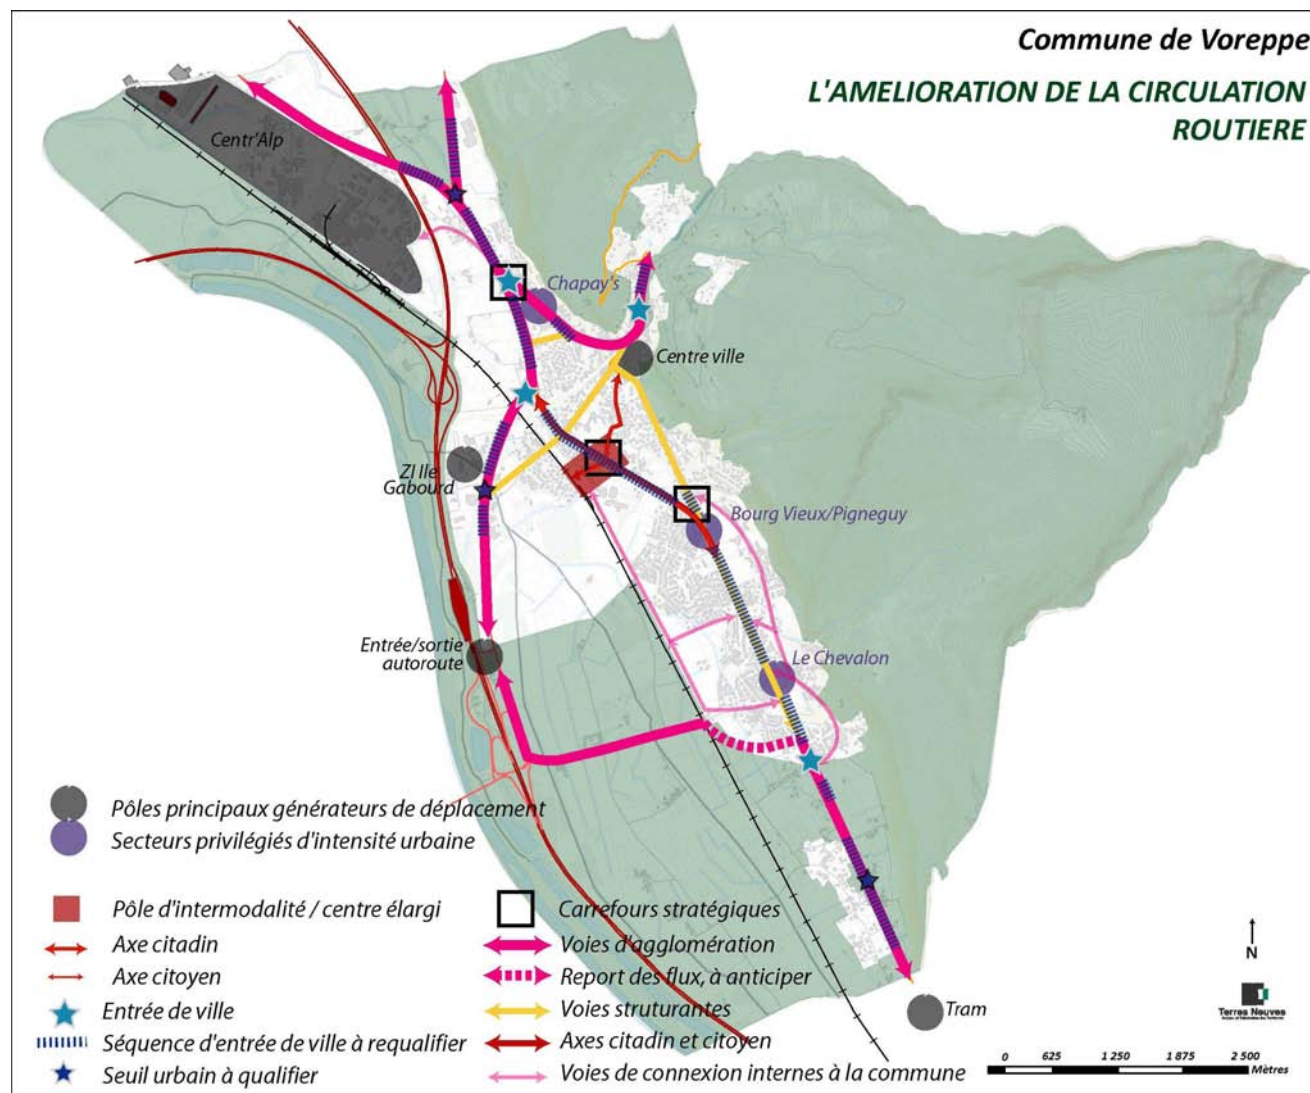 Commune de Voreppe
L'AMELIORATION DE LA CIRCULATION
ROUTIERE
Centr'Alp
Chapay's
Centre ville
ZI Ile
Gabourd
Bourg Vieux/Pigneguy
Entrée/sortie
autoroute
Le Chevalon
Tram
Pôles principaux générateurs de déplacement
Secteurs privilégiés d'intensité urbaine
Pôle d'intermodalité / centre élargi
Axe citadin
Axe citoyen
Entrée de ville
Séquence d'entrée de ville à requalifier
Seuil urbain à qualifier
Carrefours stratégiques
Voies d'agglomération
Report des flux, à anticiper
Voies struturantes
Axes citadin et citoyen
Voies de connexion internes à la commune
N
Terres Neuves
0 625 1 250 1 875 2 500
Mètres